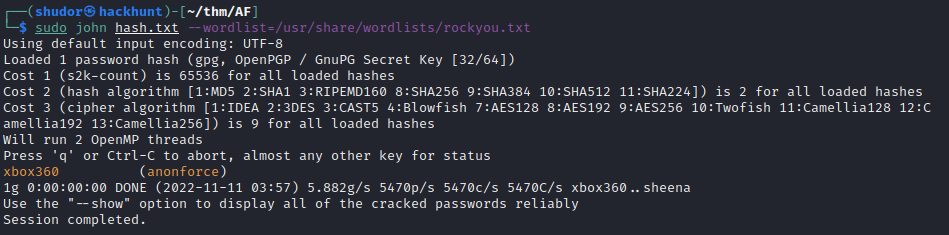 ┌──(shudor㉿hackhunt)-[~/thm/AF]
└─$ sudo john hash.txt --wordlist=/usr/share/wordlists/rockyou.txt
Using default input encoding: UTF-8
Loaded 1 password hash (gpg, OpenPGP / GnuPG Secret Key [32/64])
Cost 1 (s2k-count) is 65536 for all loaded hashes
Cost 2 (hash algorithm [1:MD5 2:SHA1 3:RIPEMD160 8:SHA256 9:SHA384 10:SHA512 11:SHA224]) is 2 for all loaded hashes
Cost 3 (cipher algorithm [1:IDEA 2:3DES 3:CAST5 4:Blowfish 7:AES128 8:AES192 9:AES256 10:Twofish 11:Camellia128 12:C
amellia192 13:Camellia256]) is 9 for all loaded hashes
Will run 2 OpenMP threads
Press 'q' or Ctrl-C to abort, almost any other key for status
xbox360          (anonforce)
1g 0:00:00:00 DONE (2022-11-11 03:57) 5.882g/s 5470p/s 5470c/s 5470C/s xbox360..sheena
Use the "--show" option to display all of the cracked passwords reliably
Session completed.